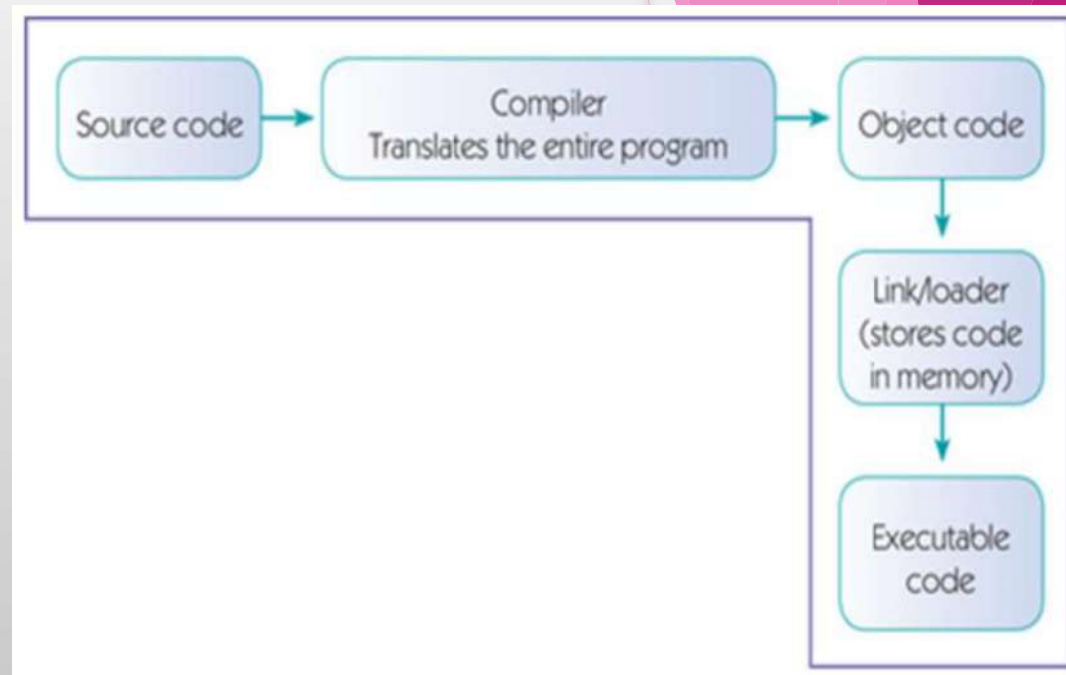 Source code
Compiler
Translates the entire program
Object code
Link/loader
(stores code
in memory)
Executable
code